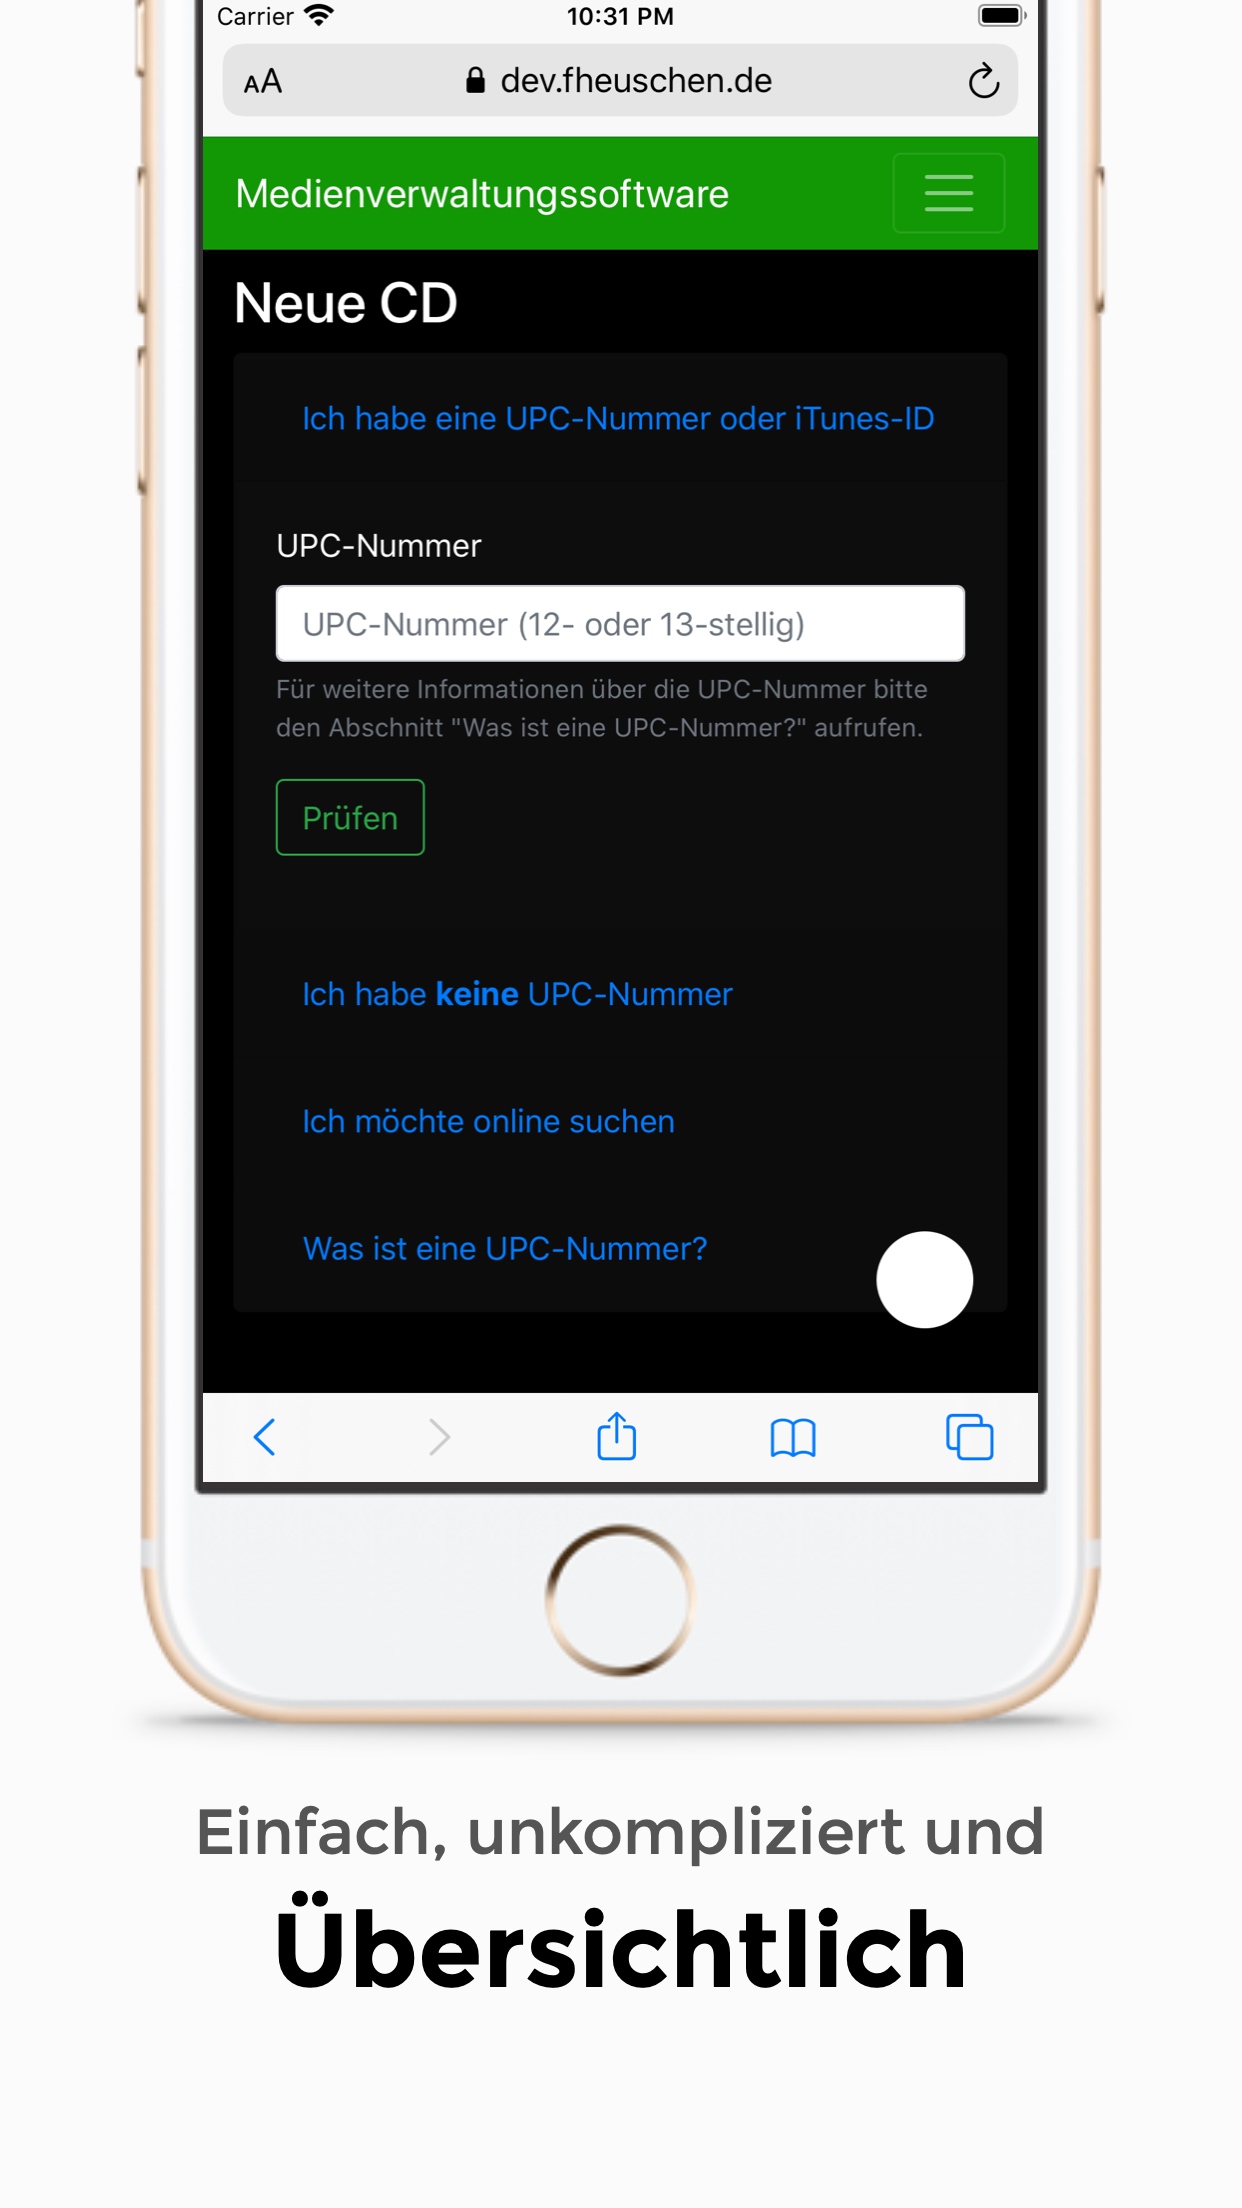 Carrier 10:31 PM
AA dev.fheuschen.de
Medienverwaltungssoftware
Neue CD
Ich habe eine UPC-Nummer oder iTunes-ID
UPC-Nummer
UPC-Nummer (12- oder 13-stellig)
Für weitere Informationen über die UPC-Nummer bitte
den Abschnitt "Was ist eine UPC-Nummer?" aufrufen.
Prüfen
Ich habe keine UPC-Nummer
Ich möchte online suchen
Was ist eine UPC-Nummer?
Einfach, unkompliziert und
Übersichtlich